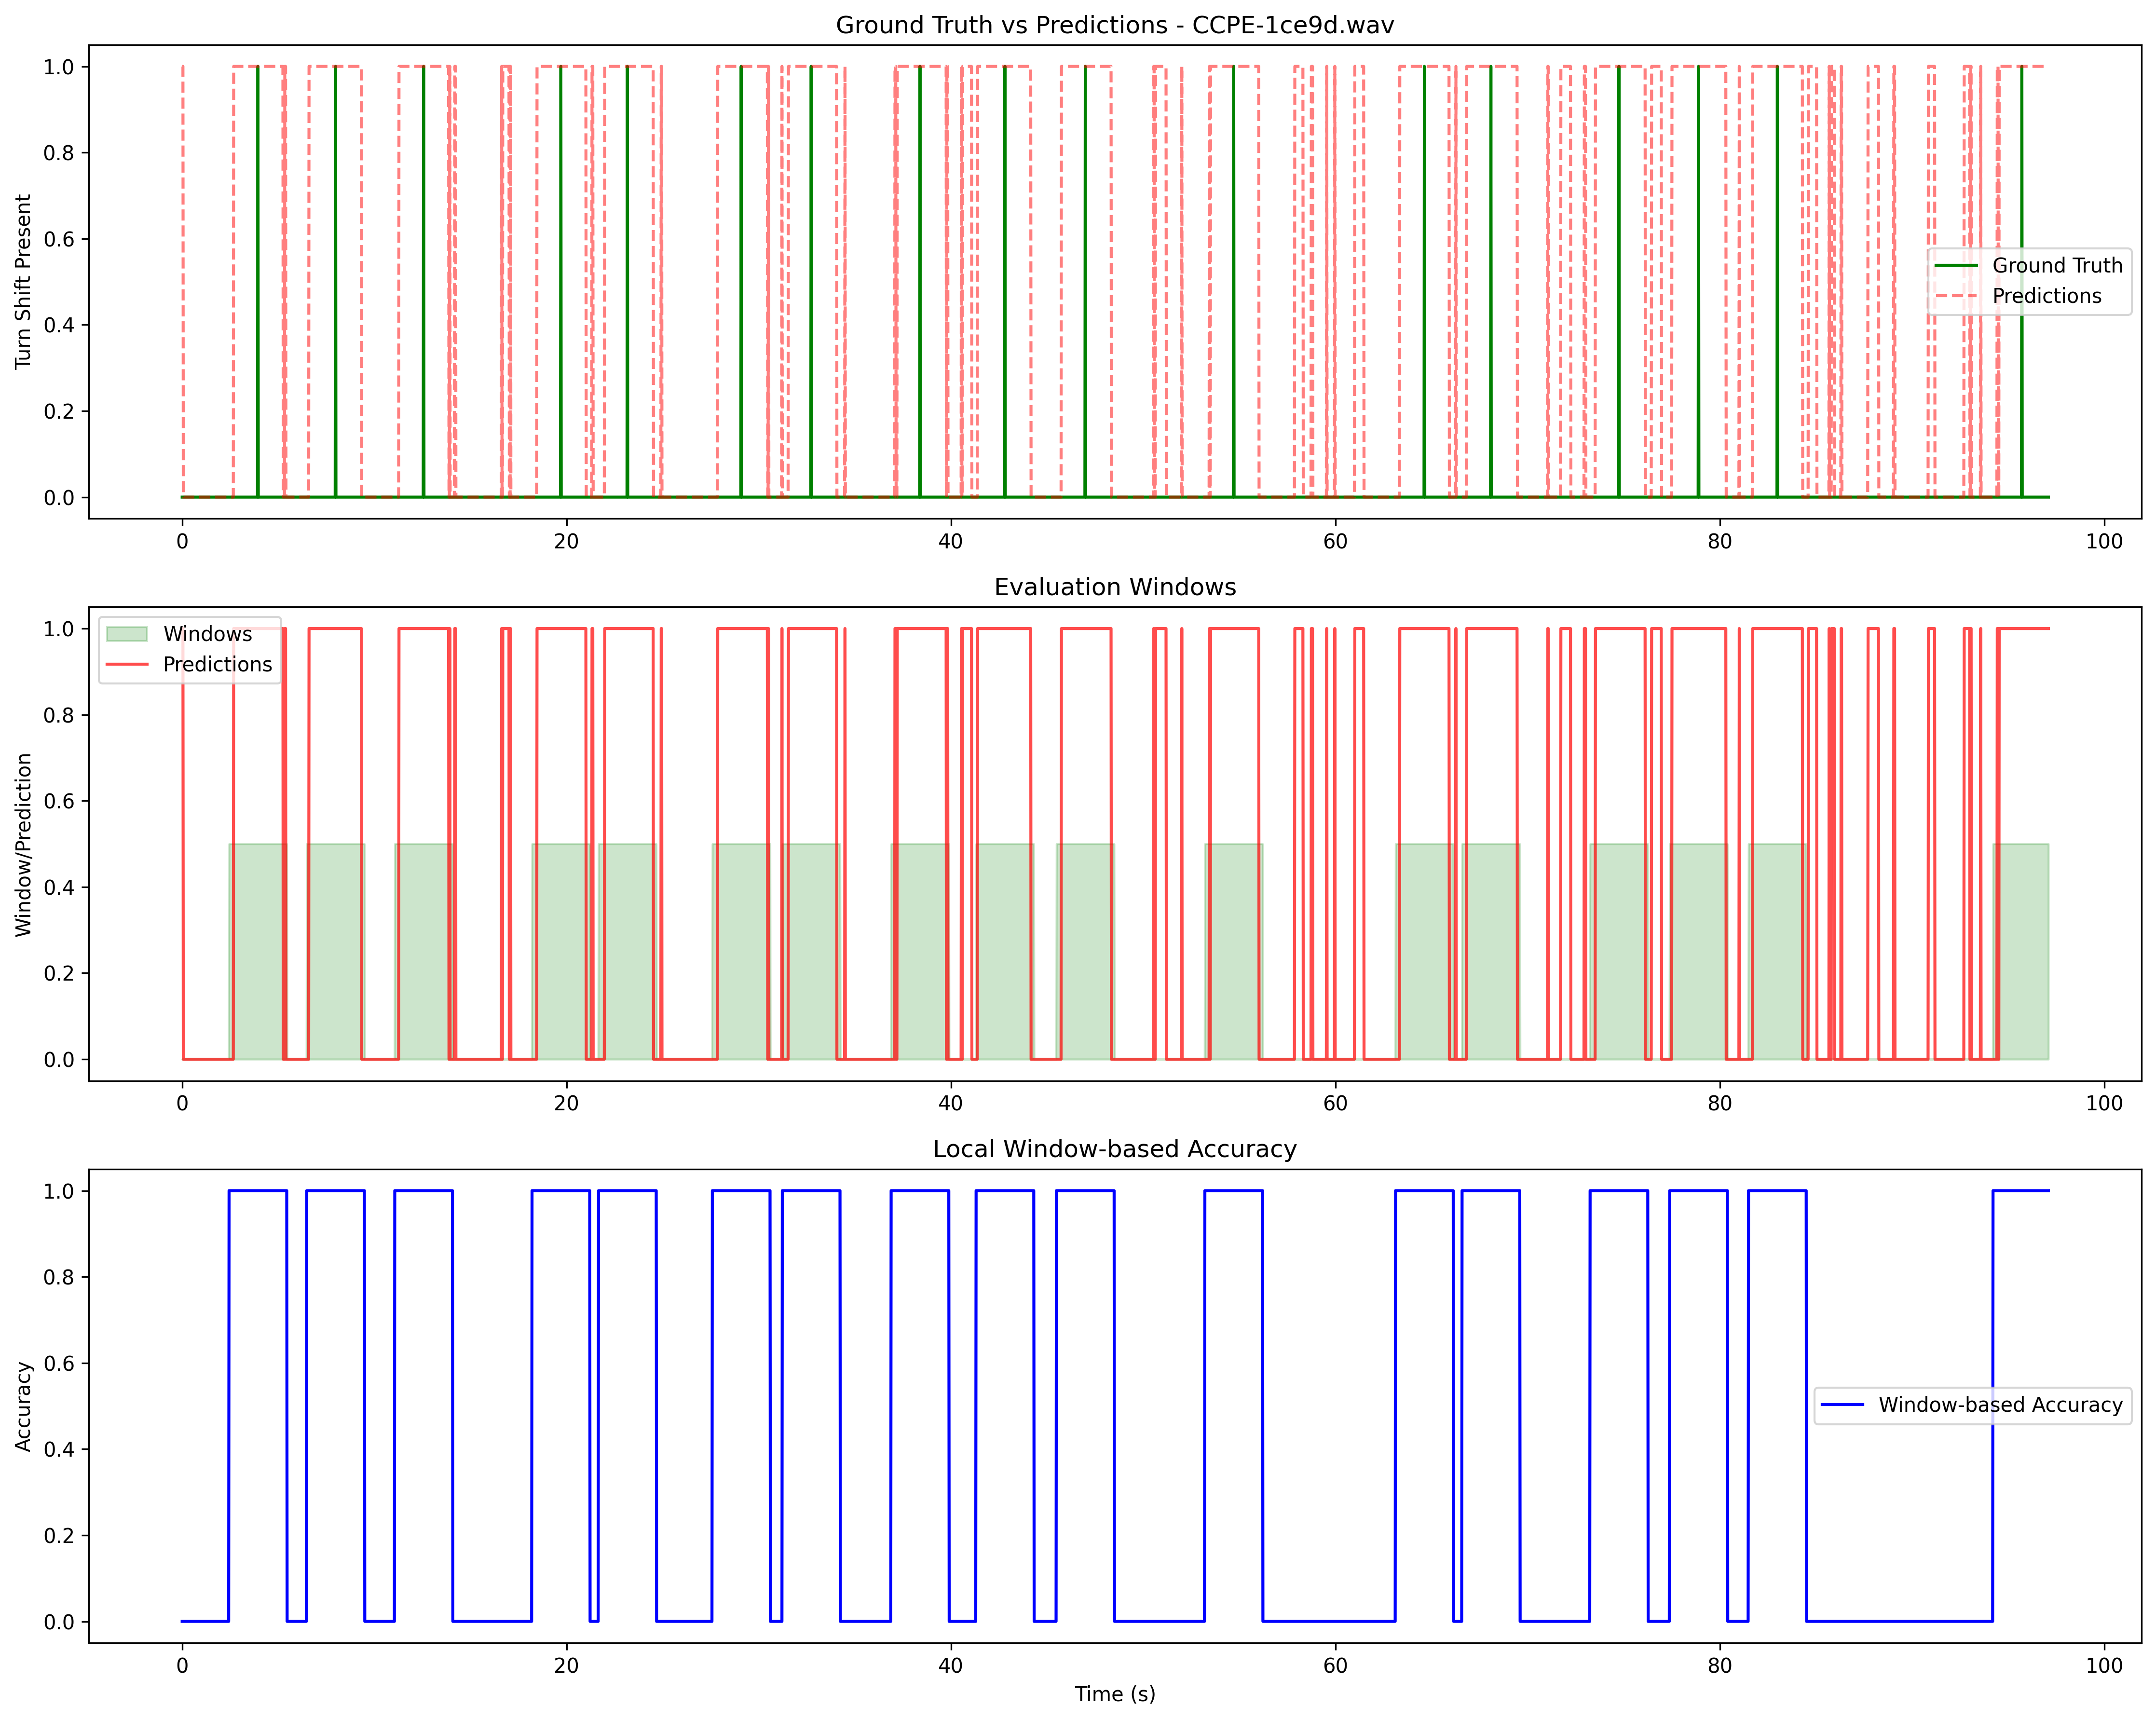 Ground Truth vs Predictions - CCPE-1ce9d.wav
1.0
0.8
0.6
0.4
0.2
0.0
Turn Shift Present
Ground Truth
Predictions
0 20 40 60 80 100
Evaluation Windows
1.0
0.8
0.6
0.4
0.2
0.0
Window/Prediction
Windows
Predictions
0 20 40 60 80 100
Local Window-based Accuracy
1.0
0.8
0.6
0.4
0.2
0.0
Accuracy
Window-based Accuracy
0 20 40 60 80 100
Time (s)